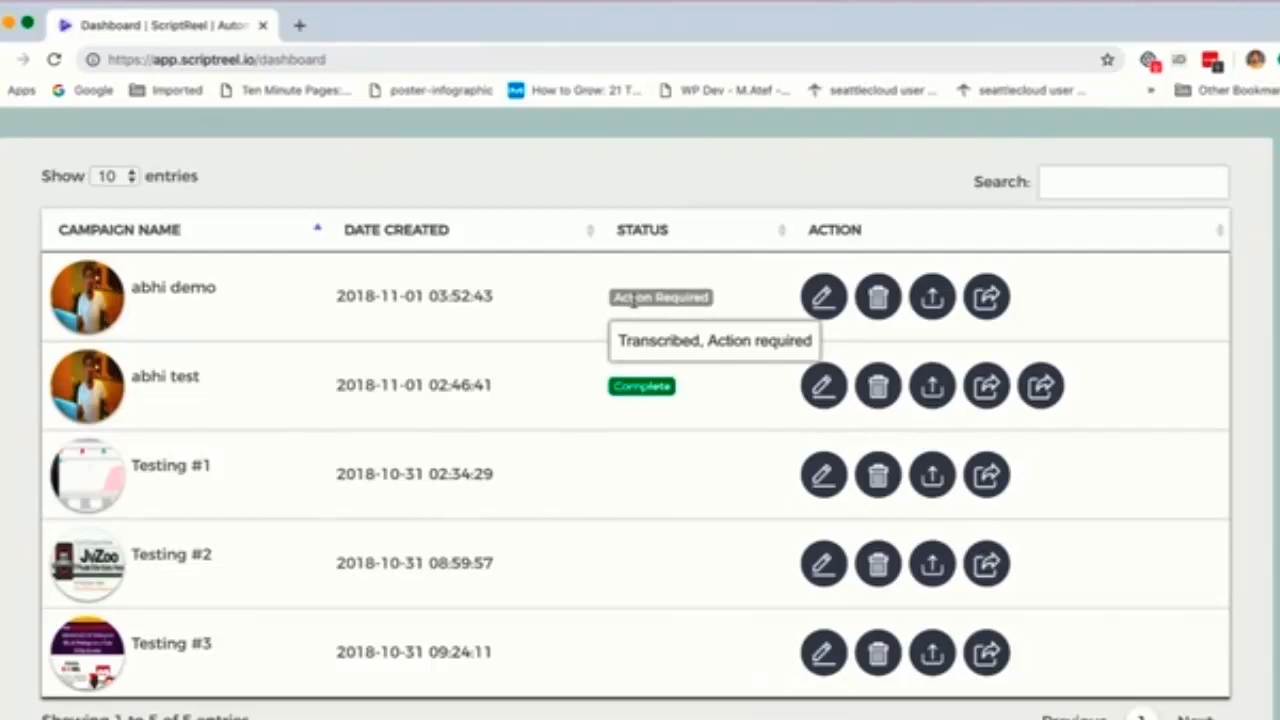 Dashboard | ScriptReel | Autom
https://app.scriptreel.io/dashboard
Apps Google Imported Ten Minute Pages:... poster-infographic How to Grow: 21 T... WP Dev - M.Atef -... seattlecloud user ... seattlecloud user ... » Other Bookmar
Show 10 entries
Search:
CAMPAIGN NAME DATE CREATED STATUS ACTION
abhi demo 2018-11-01 03:52:43 Action Required
Transcribed, Action required
abhi test 2018-11-01 02:46:41 Complete
Testing #1 2018-10-31 02:34:29
JVZoo
Testing #2 2018-10-31 08:59:57
Testing #3 2018-10-31 09:24:11
Showing 1 to 5 of 5 entries
Previous 1 Next